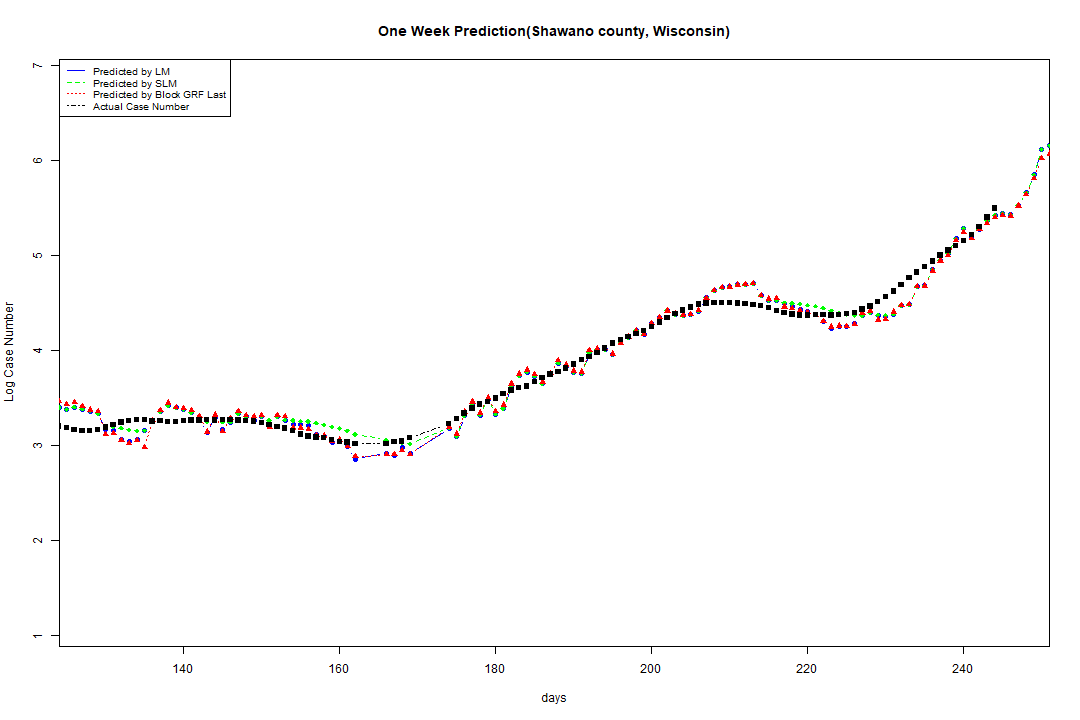 One Week Prediction(Shawano county, Wisconsin)
Predicted by LM
Predicted by SLM
Predicted by Block GRF Last
Actual Case Number
7
6
5
4
3
2
1
Log Case Number
140 160 180 200 220 240
days